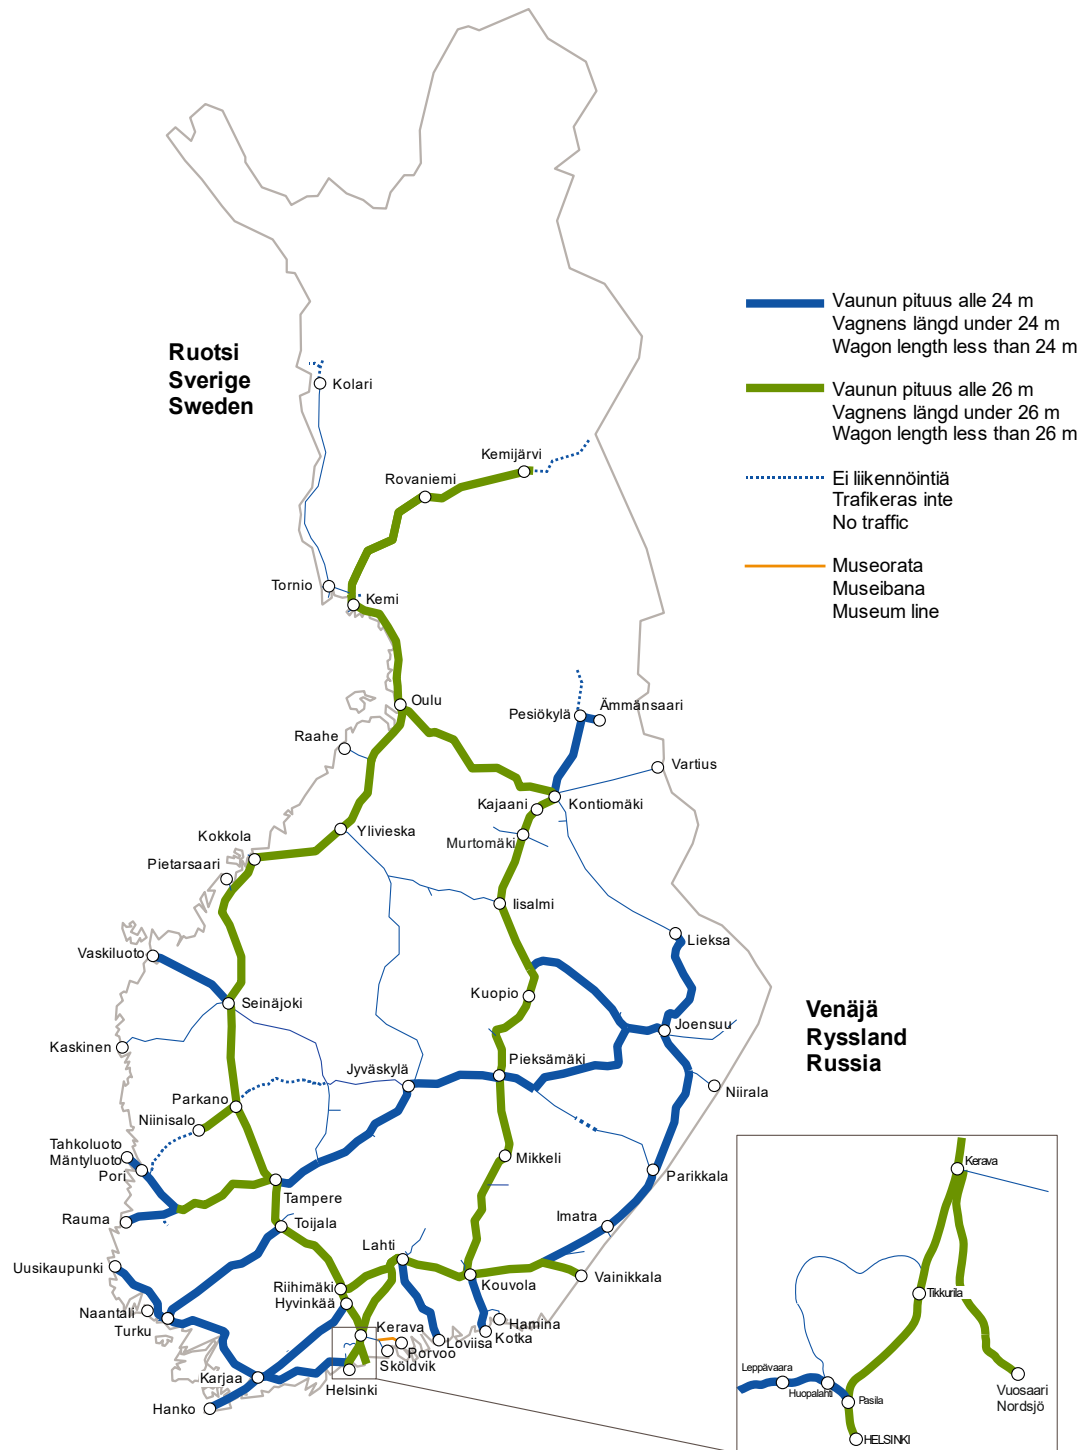 Ruotsi
Sverige
Sweden
Vaunun pituus alle 24 m
Vagnens längd under 24 m
Wagon length less than 24 m
Vaunun pituus alle 26 m
Vagnens längd under 26 m
Wagon length less than 26 m
Ei liikennöintiä
Trafikeras inte
No traffic
Museorata
Museibana
Museum line
Kolari
Kemijärvi
Rovaniemi
Tornio
Kemi
Oulu
Pesiökylä
Ämmänsaari
Raahe
Vartius
Kajaani
Kontiomäki
Ylivieska
Kokkola
Murtomäki
Pietarsaari
Iisalmi
Lieksa
Vaskiluoto
Kuopio
Seinäjoki
Joensuu
Kaskinen
Venäjä
Ryssland
Russia
Jyväskylä
Pieksämäki
Niirala
Parkano
Niinisalo
Tahkoluoto
Mäntyluoto
Pori
Mikkeli
Parikkala
Tampere
Rauma
Toijala
Imatra
Lahti
Uusikaupunki
Vainikkala
Riihimäki
Kouvola
Hyvinkää
Naantali
Turku
Kerava
Hamina
Kotka
Loviisa
Porvoo
Sköldvik
Karjaa
Helsinki
Hanko
Kerava
Tikkurila
Leppävaara
Huopalahti
Pasila
Vuosaari
Nordsjö
HELSINKI